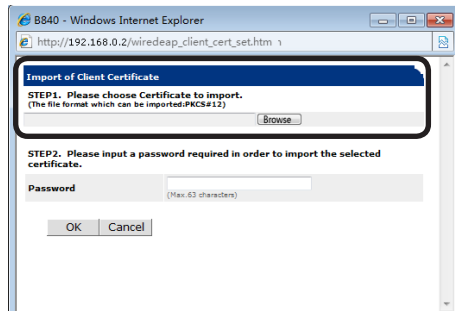 B840 - Windows Internet Explorer
http://192.168.0.2/wiredeap_client_cert_set.htm
Import of Client Certificate
STEP1. Please choose Certificate to import.
(The file format which can be imported:PKCS#12)
Browse
STEP2. Please input a password required in order to import the selected
certificate.
Password
(Max.63 characters)
OK Cancel